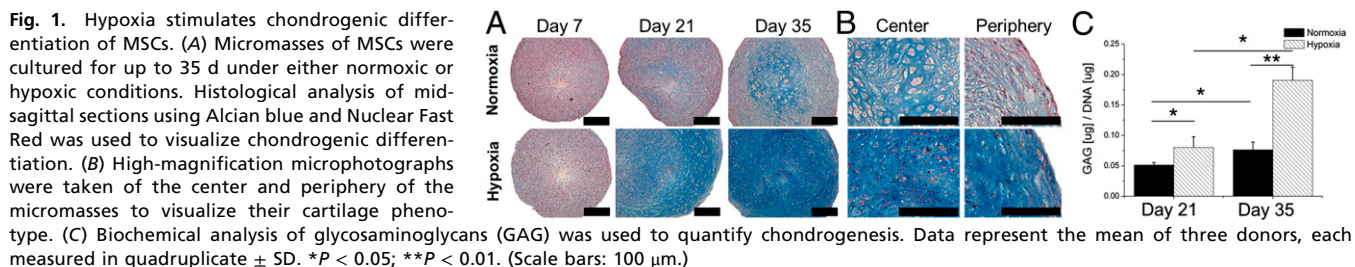 Fig. 1. Hypoxia stimulates chondrogenic differ-
entiation of MSCs. (A) Micromasses of MSCs were
cultured for up to 35 d under either normoxic or
hypoxic conditions. Histological analysis of mid-
sagittal sections using Alcian blue and Nuclear Fast
Red was used to visualize chondrogenic differen-
tiation. (B) High-magnification microphotographs
were taken of the center and periphery of the
micromasses to visualize their cartilage pheno-
type. (C) Biochemical analysis of glycosaminoglycans (GAG) was used to quantify chondrogenesis. Data represent the mean of three donors, each
measured in quadruplicate ± SD. *P < 0.05; **P < 0.01. (Scale bars: 100 μm.)
A
Day 7 Day 21 Day 35
Normoxia
Hypoxia
B
Center Periphery
C
Normoxia
Hypoxia
GAG [ug] / DNA [ug]
0.25
0.20
0.15
0.10
0.05
0.00
*
**
*
*
Day 21 Day 35